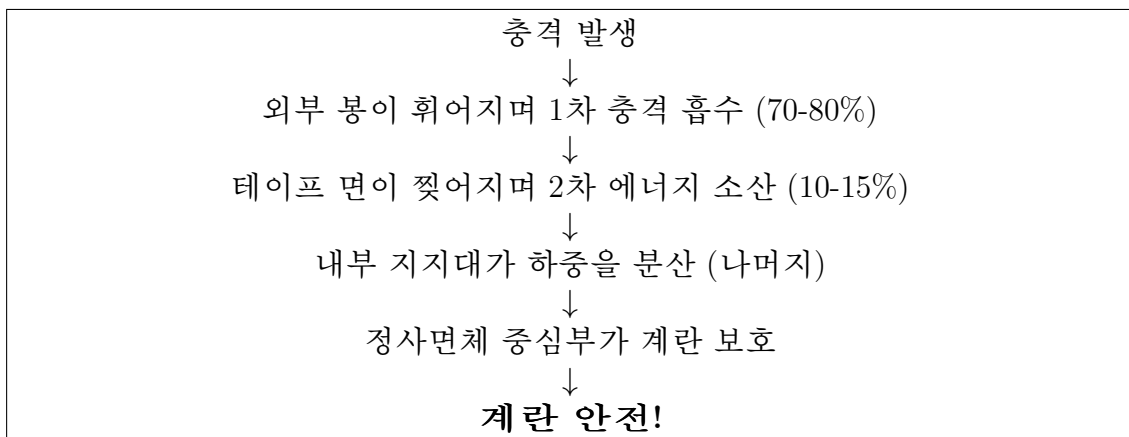 충격 발생
↓
외부 봉이 휘어지며 1차 충격 흡수 (70-80%)
↓
테이프 면이 찢어지며 2차 에너지 소산 (10-15%)
↓
내부 지지대가 하중을 분산 (나머지)
↓
정사면체 중심부가 계란 보호
↓
계란 안전!